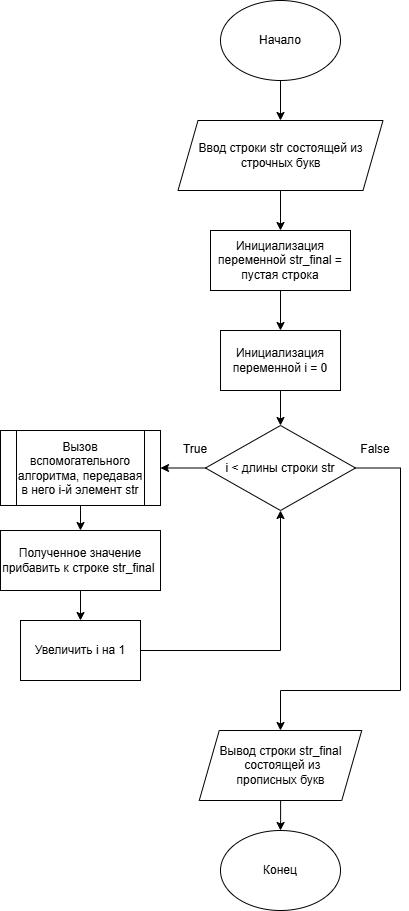 Начало
Ввод строки str состоящей из
строчных букв
Инициализация
переменной str_final =
пустая строка
Инициализация
переменной i = 0
True
i < длины строки str
False
Вызов
вспомогательного
алгоритма, передавая
в него i-й элемент str
Полученное значение
прибавить к строке str_final
Увеличить i на 1
Вывод строки str_final
состоящей из
прописных букв
Конец